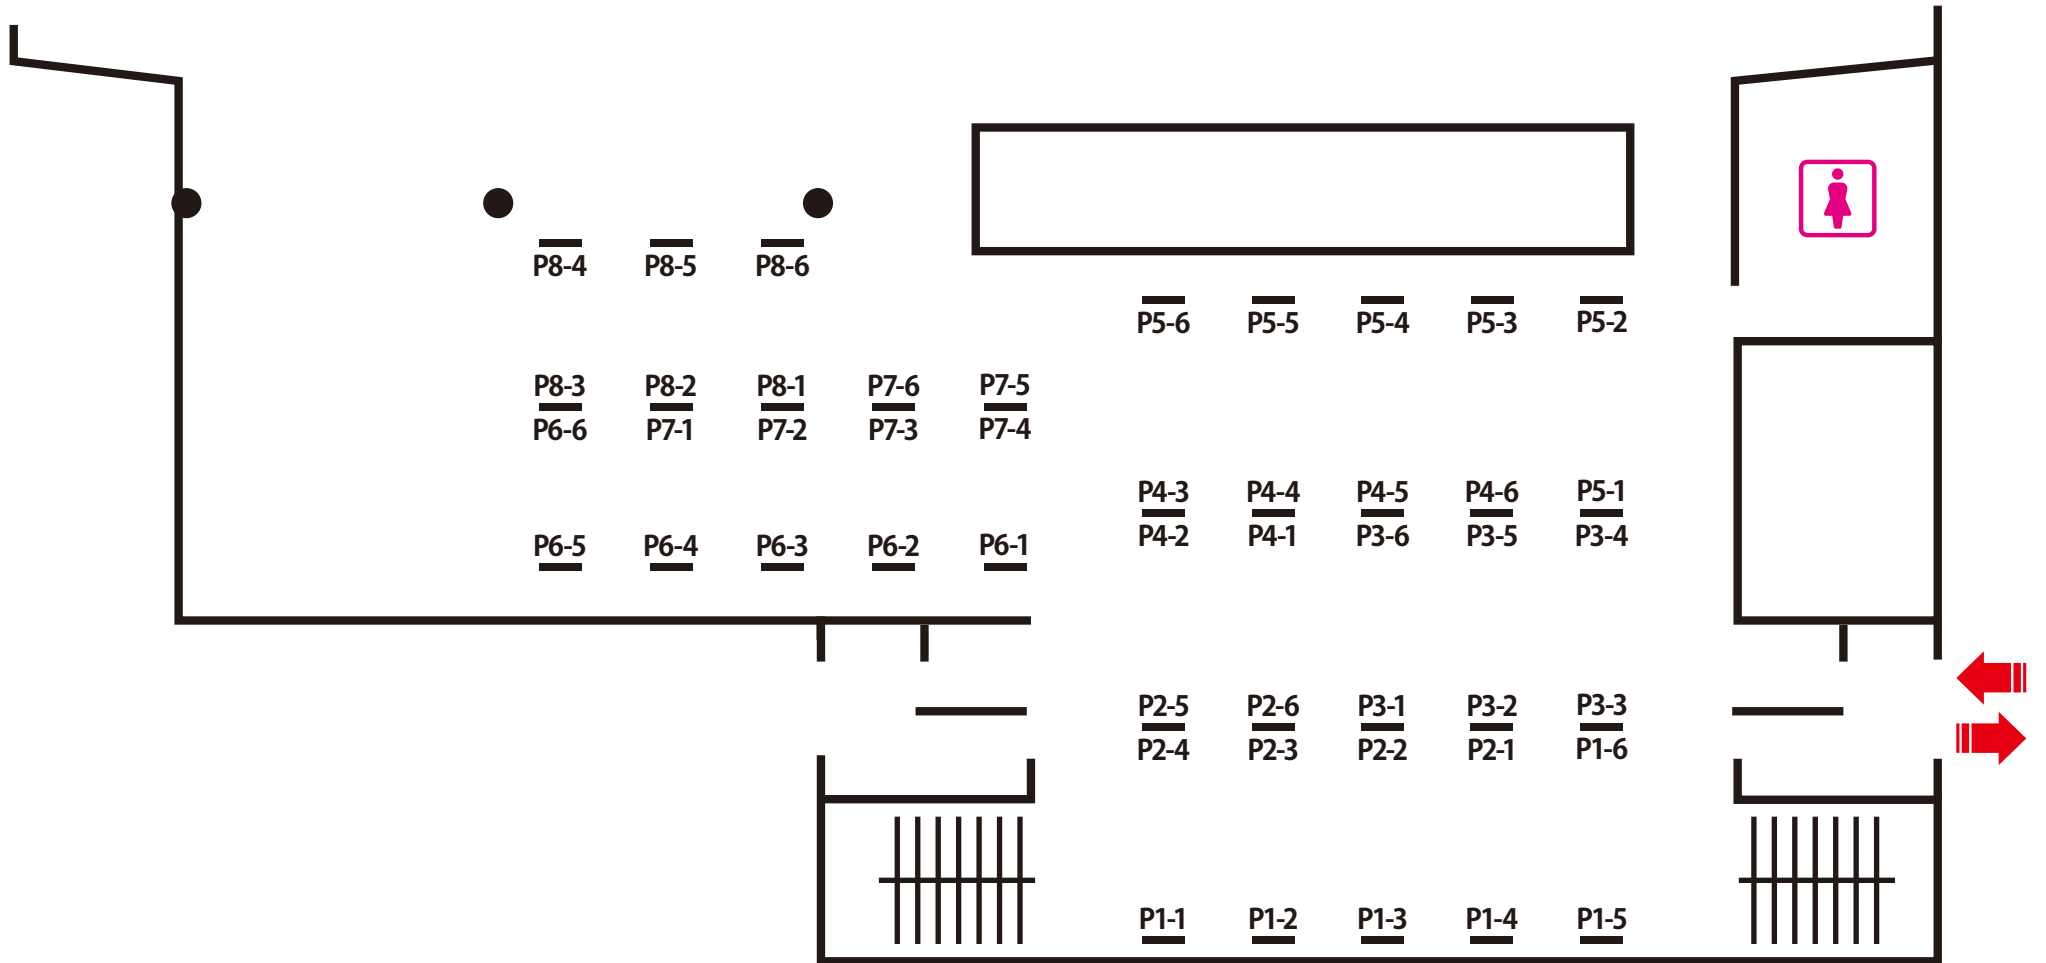 P8-4 P8-5 P8-6
P5-6 P5-5 P5-4 P5-3 P5-2
P8-3 P8-2 P8-1 P7-6 P7-5
P6-6 P7-1 P7-2 P7-3 P7-4
P4-3 P4-4 P4-5 P4-6 P5-1
P4-2 P4-1 P3-6 P3-5 P3-4
P6-5 P6-4 P6-3 P6-2 P6-1
P2-5 P2-6 P3-1 P3-2 P3-3
P2-4 P2-3 P2-2 P2-1 P1-6
P1-1 P1-2 P1-3 P1-4 P1-5